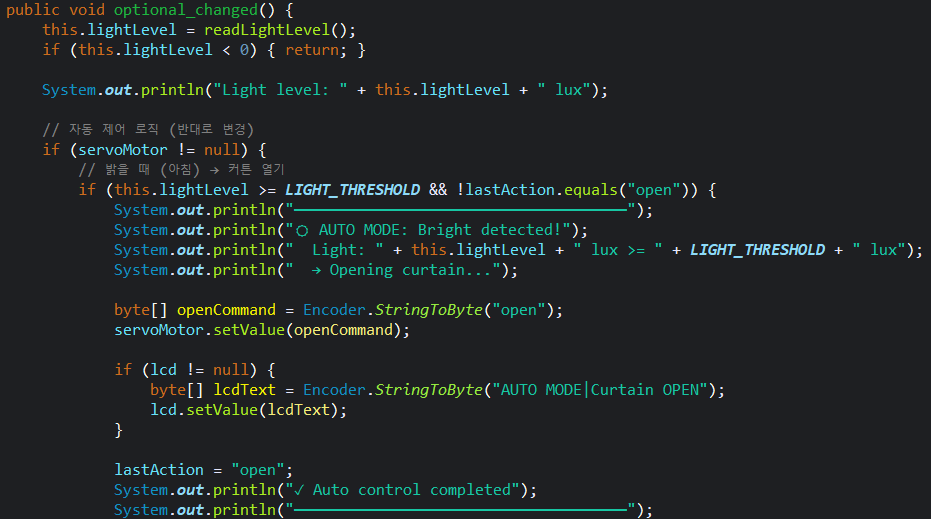 public void optional_changed() {
    this.lightLevel = readLightLevel();
    if (this.lightLevel < 0) { return; }

    System.out.println("Light level: " + this.lightLevel + " lux");

    // 자동 제어 로직 (반대로 변경)
    if (servoMotor != null) {
        // 밝을 때 (아침) → 커튼 열기
        if (this.lightLevel >= LIGHT_THRESHOLD && !lastAction.equals("open")) {
            System.out.println("━━━━━━━━━━━━━━━━━━━━━━━━━━━━━━━━━━━━━");
            System.out.println("☼ AUTO MODE: Bright detected!");
            System.out.println("  Light: " + this.lightLevel + " lux >= " + LIGHT_THRESHOLD + " lux");
            System.out.println("  → Opening curtain...");

            byte[] openCommand = Encoder.StringToByte("open");
            servoMotor.setValue(openCommand);

            if (lcd != null) {
                byte[] lcdText = Encoder.StringToByte("AUTO MODE|Curtain OPEN");
                lcd.setValue(lcdText);
            }

            lastAction = "open";
            System.out.println("✓ Auto control completed");
            System.out.println("━━━━━━━━━━━━━━━━━━━━━━━━━━━━━━━━━━━━━");